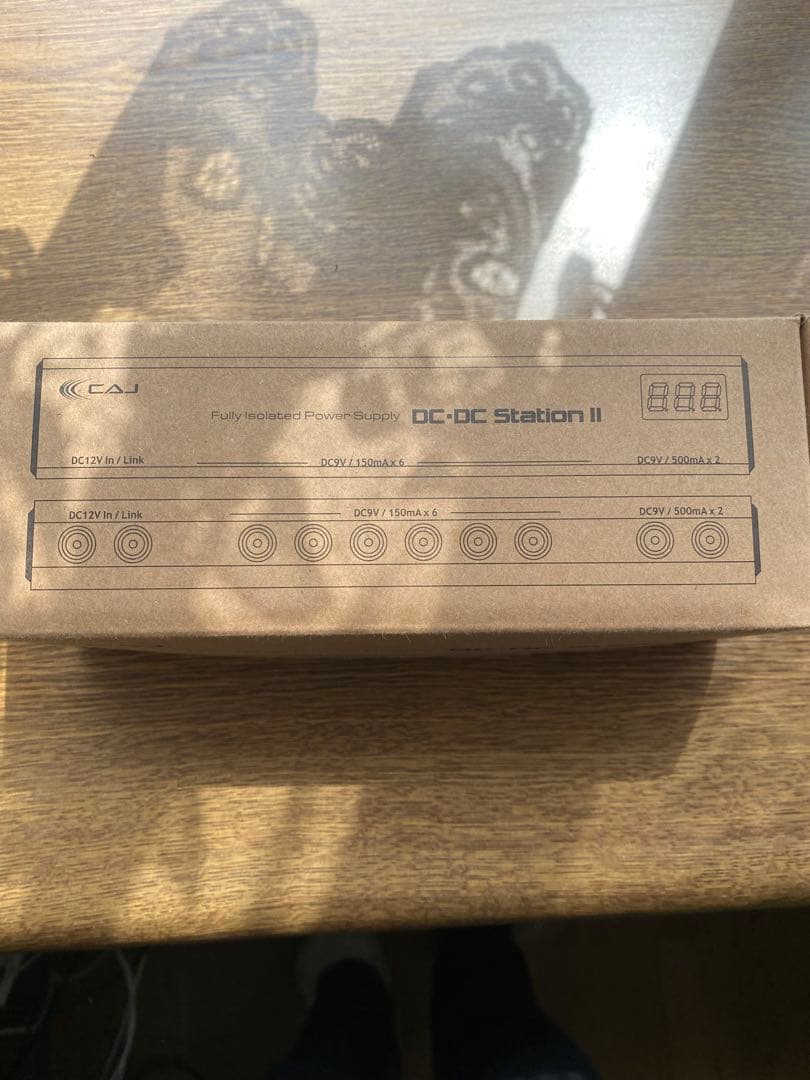 CAJ
Fully Isolated Power Supply DC-DC Station II
888
DC12V In / Link DC9V / 150mA x 6 DC9V / 500mA x 2
DC12V In / Link DC9V / 150mA x 6 DC9V / 500mA x 2